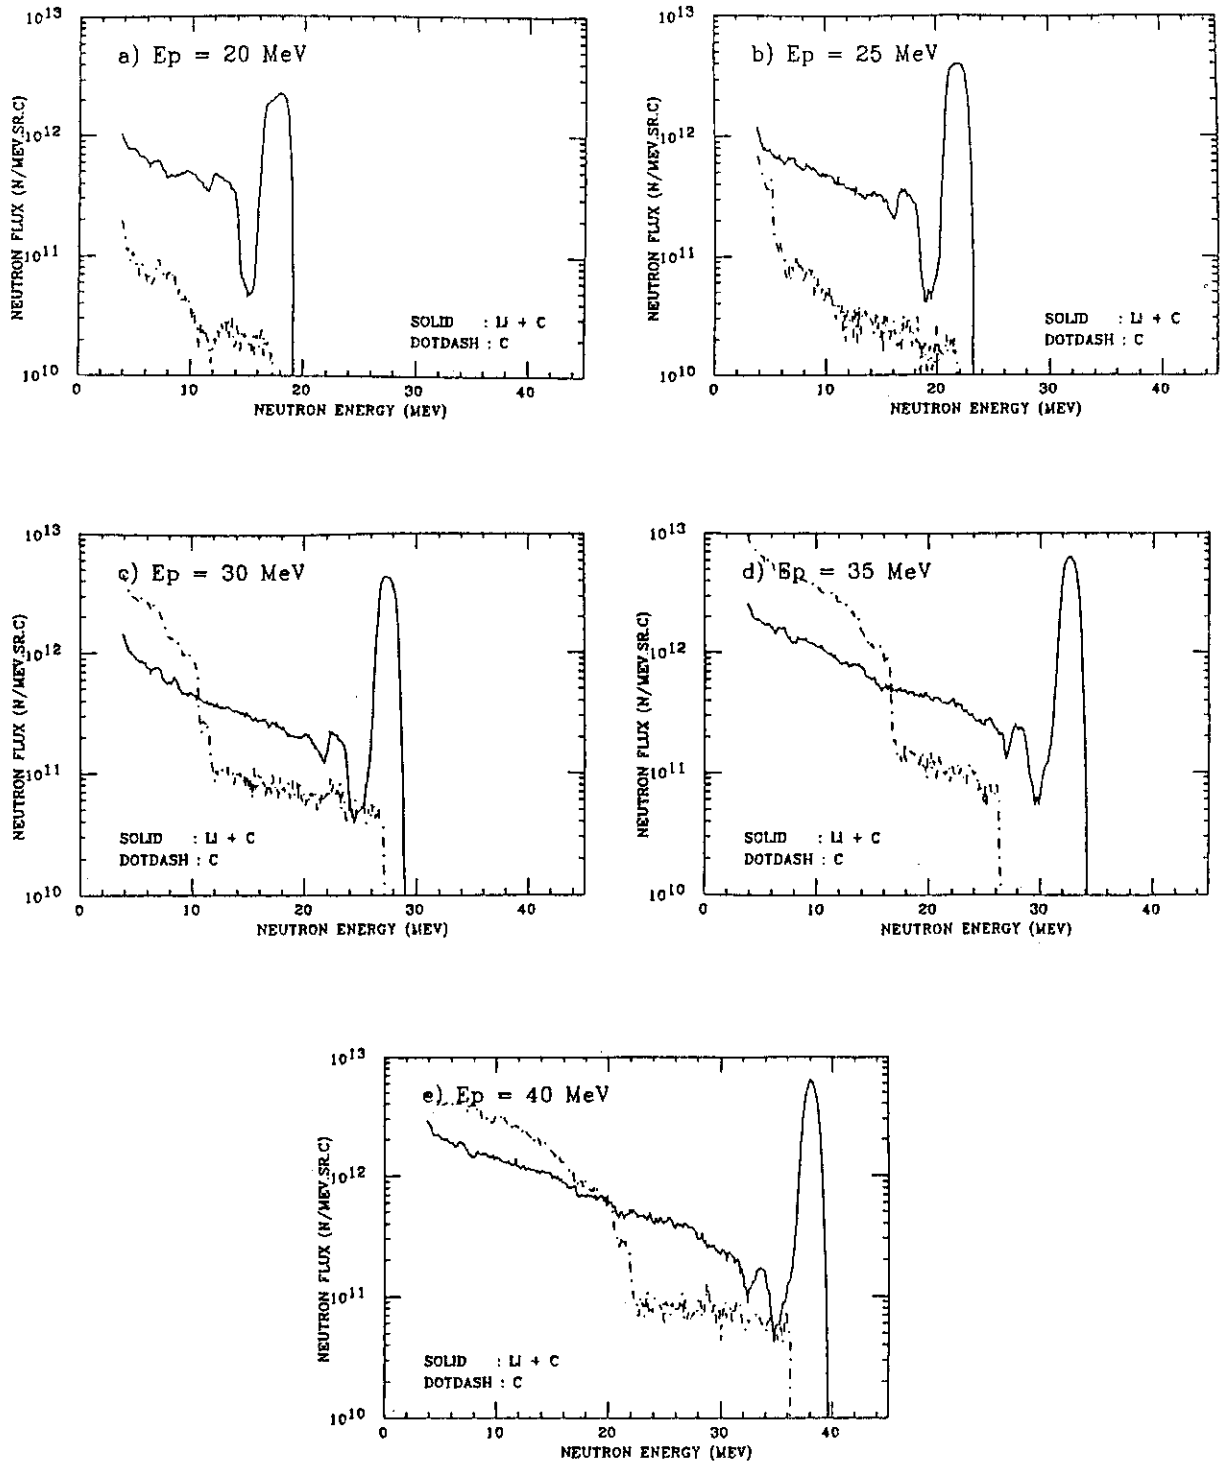 a) Ep = 20 MeV
NEUTRON FLUX (N/MEV.SR.C)
10¹³
10¹²
10¹¹
10¹⁰
SOLID : Li + C
DOTDASH : C
0 10 20 30 40
NEUTRON ENERGY (MEV)
b) Ep = 25 MeV
NEUTRON FLUX (N/MEV.SR.C)
10¹³
10¹²
10¹¹
10¹⁰
SOLID : Li + C
DOTDASH : C
0 10 20 30 40
NEUTRON ENERGY (MEV)
c) Ep = 30 MeV
NEUTRON FLUX (N/MEV.SR.C)
10¹³
10¹²
10¹¹
10¹⁰
SOLID : Li + C
DOTDASH : C
0 10 20 30 40
NEUTRON ENERGY (MEV)
d) Ep = 35 MeV
NEUTRON FLUX (N/MEV.SR.C)
10¹³
10¹²
10¹¹
10¹⁰
SOLID : Li + C
DOTDASH : C
0 10 20 30 40
NEUTRON ENERGY (MEV)
e) Ep = 40 MeV
NEUTRON FLUX (N/MEV.SR.C)
10¹³
10¹²
10¹¹
10¹⁰
SOLID : Li + C
DOTDASH : C
0 10 20 30 40
NEUTRON ENERGY (MEV)